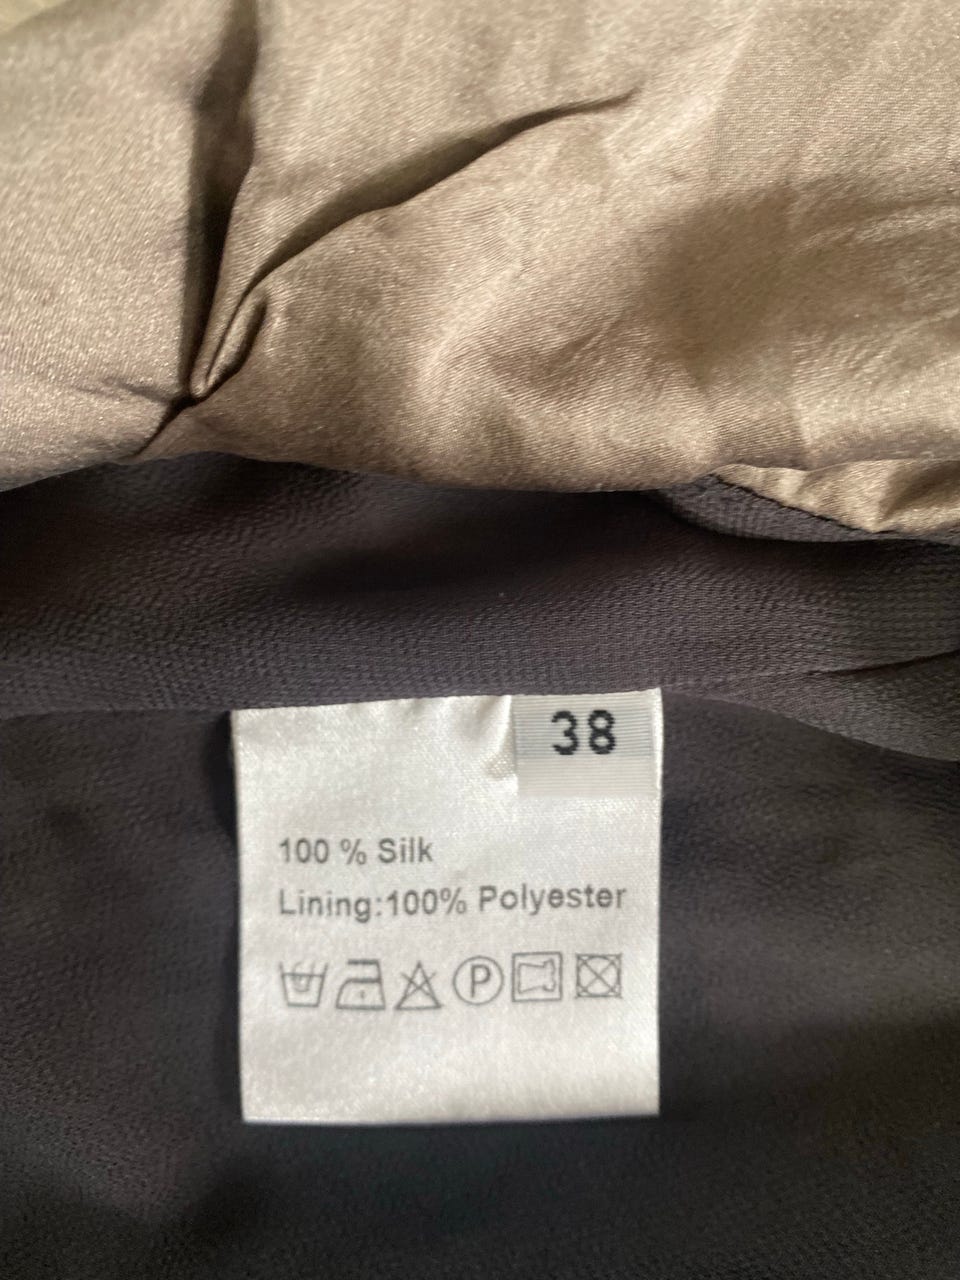 38
100 % Silk
Lining:100% Polyester
P